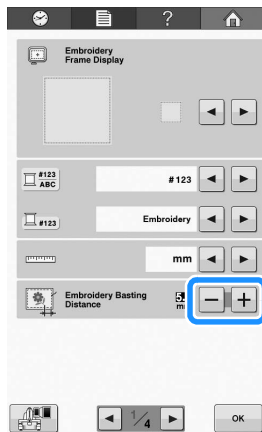 ?
Embroidery
Frame Display
#123
ABC
#123
#123
Embroidery
mm
Embroidery Basting
Distance
1/4
OK